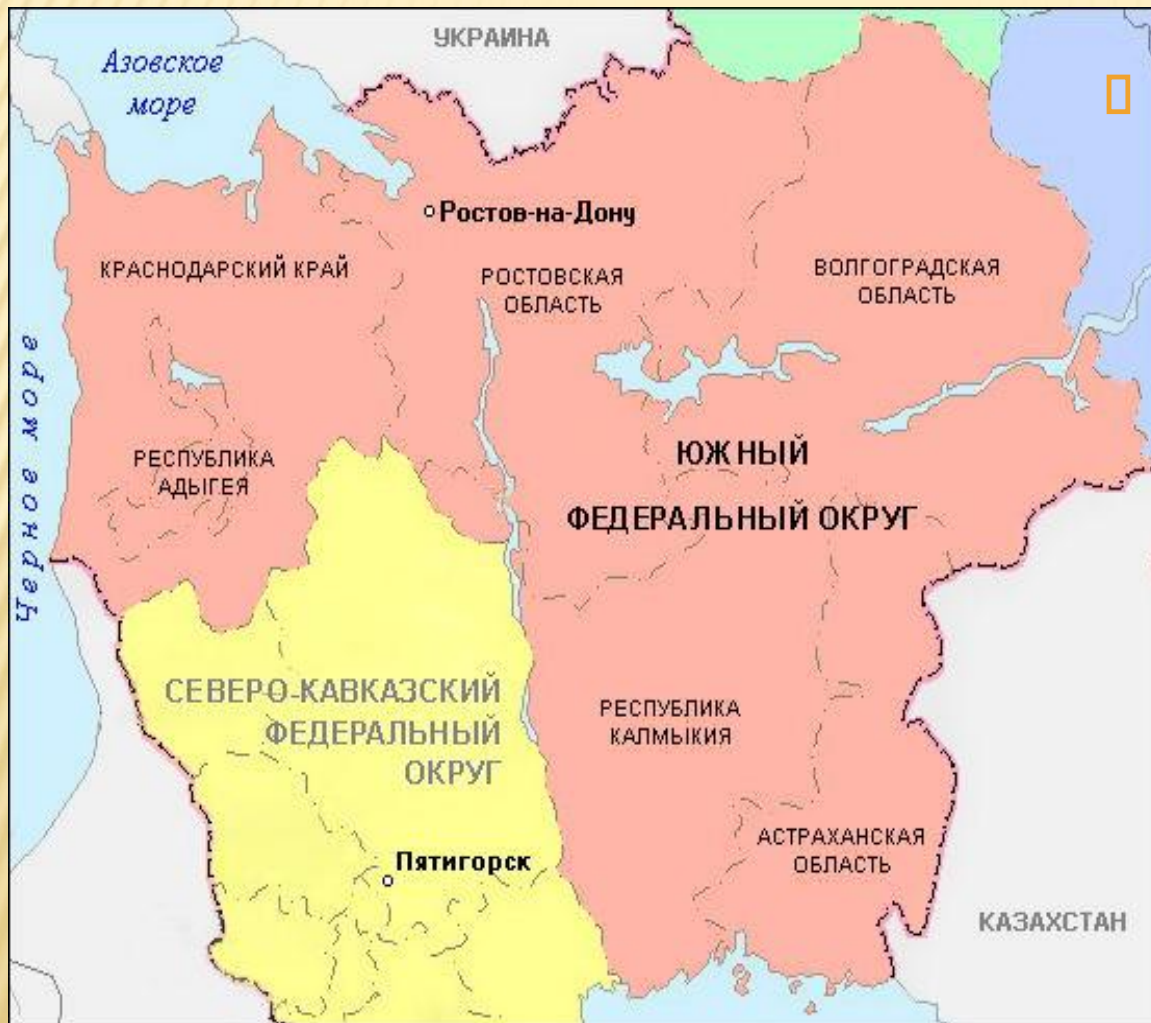 УКРАИНА
Азовское
море
Ростов-на-Дону
КРАСНОДАРСКИЙ КРАЙ
РОСТОВСКАЯ
ОБЛАСТЬ
ВОЛГОГРАДСКАЯ
ОБЛАСТЬ
Черное море
РЕСПУБЛИКА
АДЫГЕЯ
ЮЖНЫЙ
ФЕДЕРАЛЬНЫЙ ОКРУГ
СЕВЕРО-КАВКАЗСКИЙ
ФЕДЕРАЛЬНЫЙ
ОКРУГ
РЕСПУБЛИКА
КАЛМЫКИЯ
АСТРАХАНСКАЯ
ОБЛАСТЬ
Пятигорск
КАЗАХСТАН